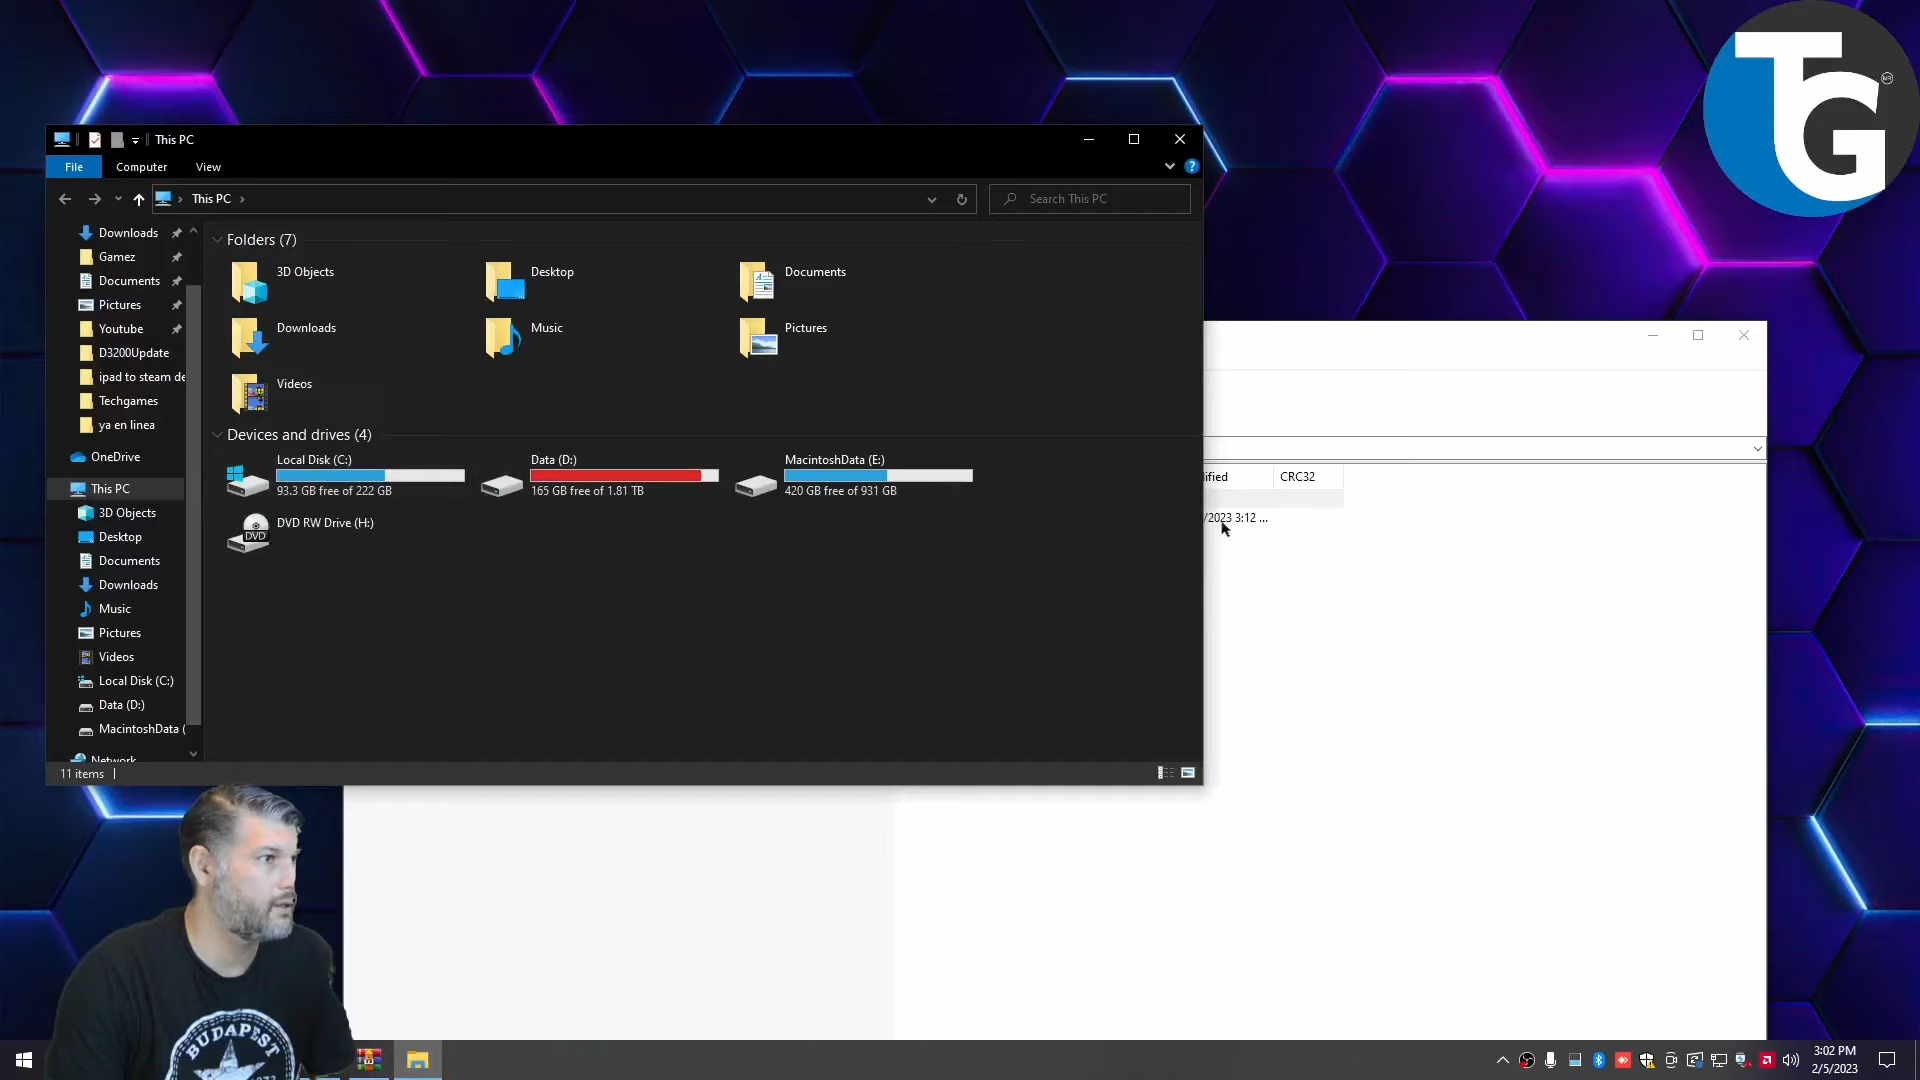 TG
MR
This PC
File Computer View
This PC
Search This PC
Downloads
Gamez
Documents
Pictures
Youtube
D3200Update
ipad to steam de
Techgames
ya en linea
OneDrive
This PC
3D Objects
Desktop
Documents
Downloads
Music
Pictures
Videos
Local Disk (C:)
Data (D:)
MacintoshData (
Network
Folders (7)
3D Objects
Desktop
Documents
Downloads
Music
Pictures
Videos
Devices and drives (4)
Local Disk (C:)
93.3 GB free of 222 GB
Data (D:)
165 GB free of 1.81 TB
MacintoshData (E:)
420 GB free of 931 GB
DVD RW Drive (H:)
DVD
11 items
ified CRC32
/2023 3:12 ...
BUDAPEST
3:02 PM
2/5/2023